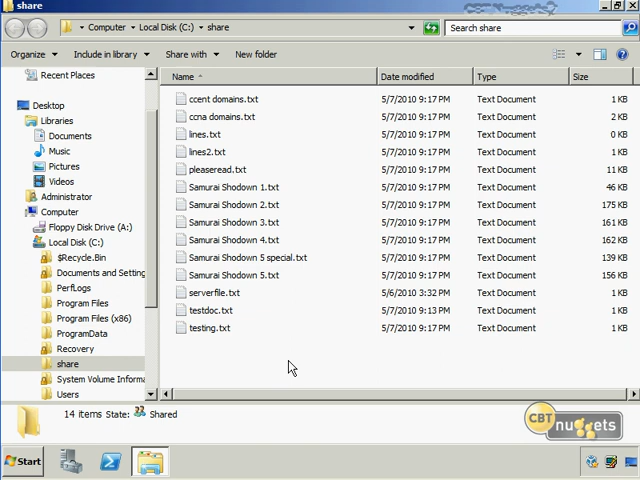 share
CBT Nuggets
Computer Local Disk (C:) share
Search share
Organize Include in library Share with New folder
Recent Places
Desktop
Libraries
Documents
Music
Pictures
Videos
Administrator
Computer
Floppy Disk Drive (A:)
Local Disk (C:)
$Recycle.Bin
Documents and Setting
PerfLogs
Program Files
Program Files (x86)
ProgramData
Recovery
share
System Volume Informa
Users
Name Date modified Type Size
ccent domains.txt 5/7/2010 9:17 PM Text Document 1 KB
ccna domains.txt 5/7/2010 9:17 PM Text Document 2 KB
lines.txt 5/7/2010 9:17 PM Text Document 0 KB
lines2.txt 5/7/2010 9:17 PM Text Document 1 KB
pleaseread.txt 5/7/2010 9:17 PM Text Document 11 KB
Samurai Shodown 1.txt 5/7/2010 9:17 PM Text Document 46 KB
Samurai Shodown 2.txt 5/7/2010 9:17 PM Text Document 175 KB
Samurai Shodown 3.txt 5/7/2010 9:17 PM Text Document 161 KB
Samurai Shodown 4.txt 5/7/2010 9:17 PM Text Document 162 KB
Samurai Shodown 5 special.txt 5/7/2010 9:17 PM Text Document 139 KB
Samurai Shodown 5.txt 5/7/2010 9:17 PM Text Document 156 KB
serverfile.txt 5/6/2010 3:32 PM Text Document 1 KB
testdoc.txt 5/7/2010 9:13 PM Text Document 1 KB
testing.txt 5/7/2010 9:17 PM Text Document 1 KB
14 items State: Shared
CBT nuggets
Start